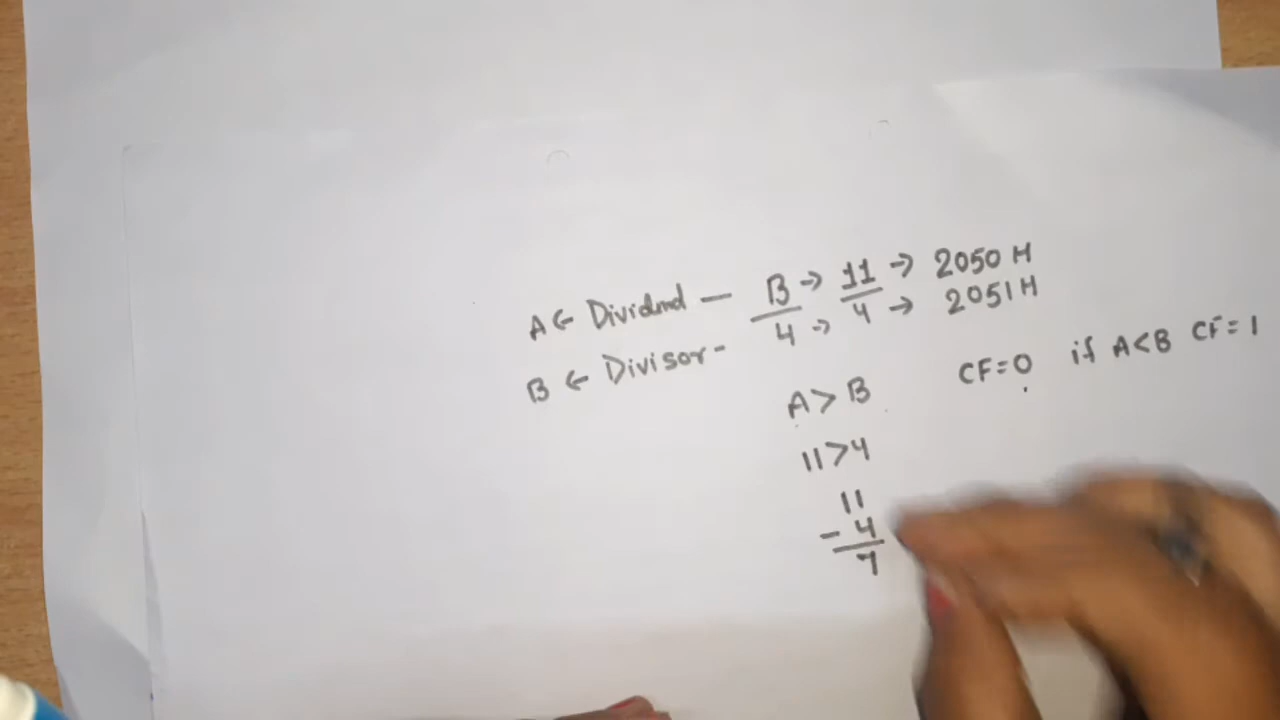 A ← Dividend — B → 11 → 2050 H
B ← Divisor - 4 → 4 → 2051 H
A > B CF=0 if A<B CF=1
11>4
11
- 4
7